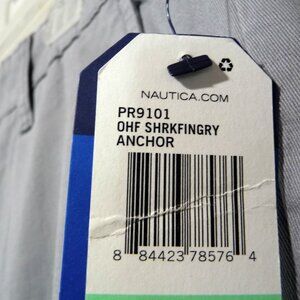 NAUTICA.COM
PR9101
OHF SHRKFINGRY
ANCHOR
8 84423 78576 4